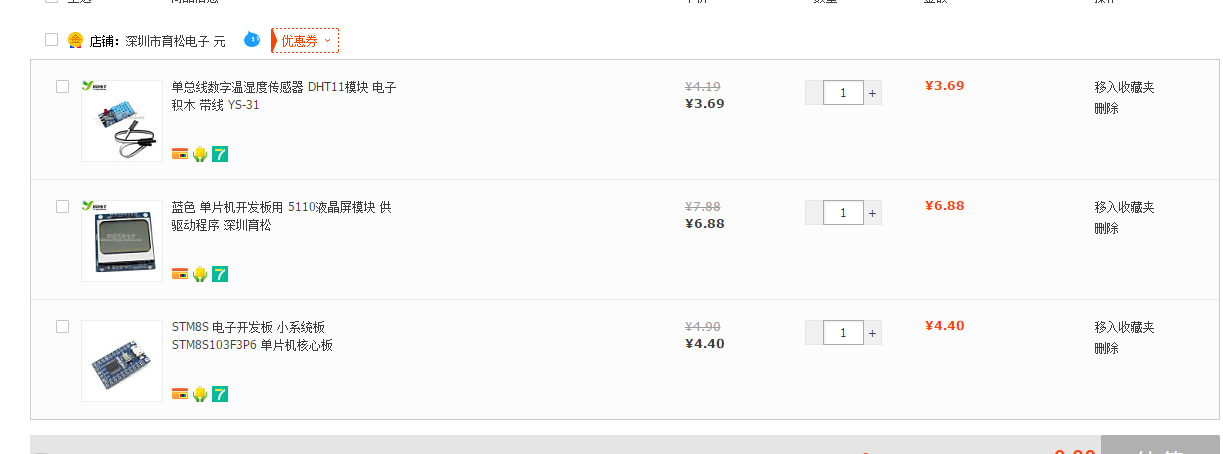 店铺：深圳市育松电子 元
优惠券
单总线数字温湿度传感器 DHT11模块 电子
积木 带线 YS-31
¥4.19
¥3.69
- 1 +
¥3.69
移入收藏夹
删除
7
蓝色 单片机开发板用 5110液晶屏模块 供
驱动程序 深圳育松
¥7.88
¥6.88
- 1 +
¥6.88
移入收藏夹
删除
7
STM8S 电子开发板 小系统板
STM8S103F3P6 单片机核心板
¥4.90
¥4.40
- 1 +
¥4.40
移入收藏夹
删除
7
0.00